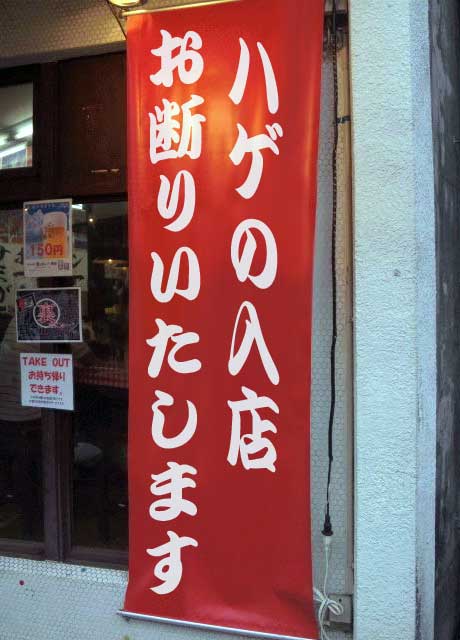 ハゲの入店
お断りいたします
150円
TAKE OUT
お持ち帰り
できます。